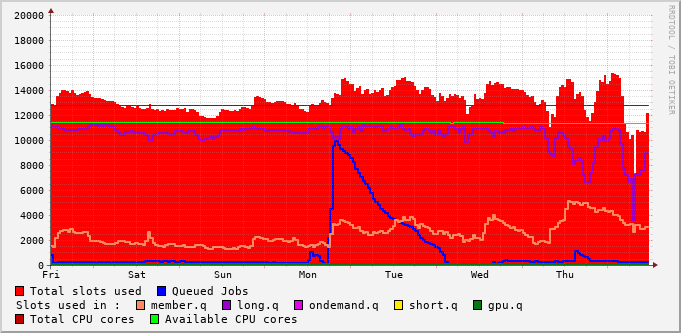 20000
18000
16000
14000
12000
10000
8000
6000
4000
2000
0
Fri Sat Sun Mon Tue Wed Thu
RRDTOOL / TOBI OETIKER
Total slots used Queued Jobs
Slots used in : member.q long.q ondemand.q short.q gpu.q
Total CPU cores Available CPU cores